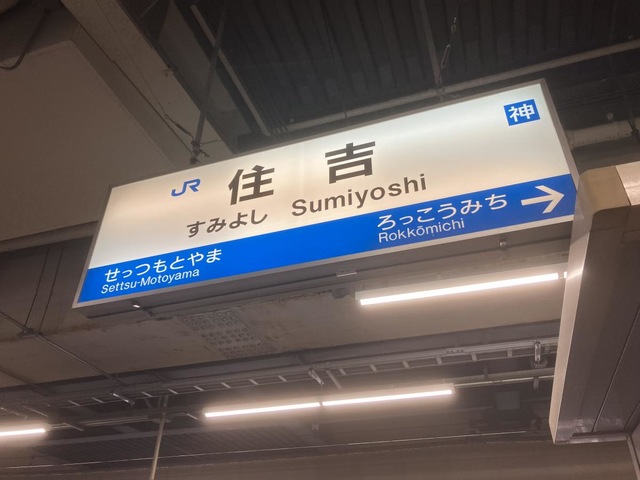 神
JR 住吉
すみよし Sumiyoshi
せっつもとやま ろっこうみち →
Settsu-Motoyama Rokkōmichi